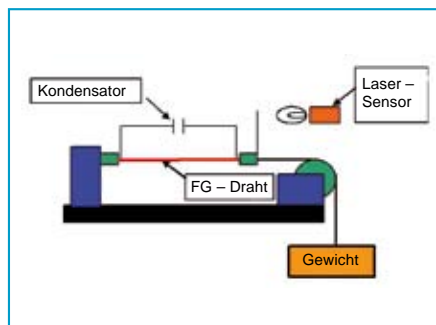 Kondensator
Laser –
Sensor
FG – Draht
Gewicht